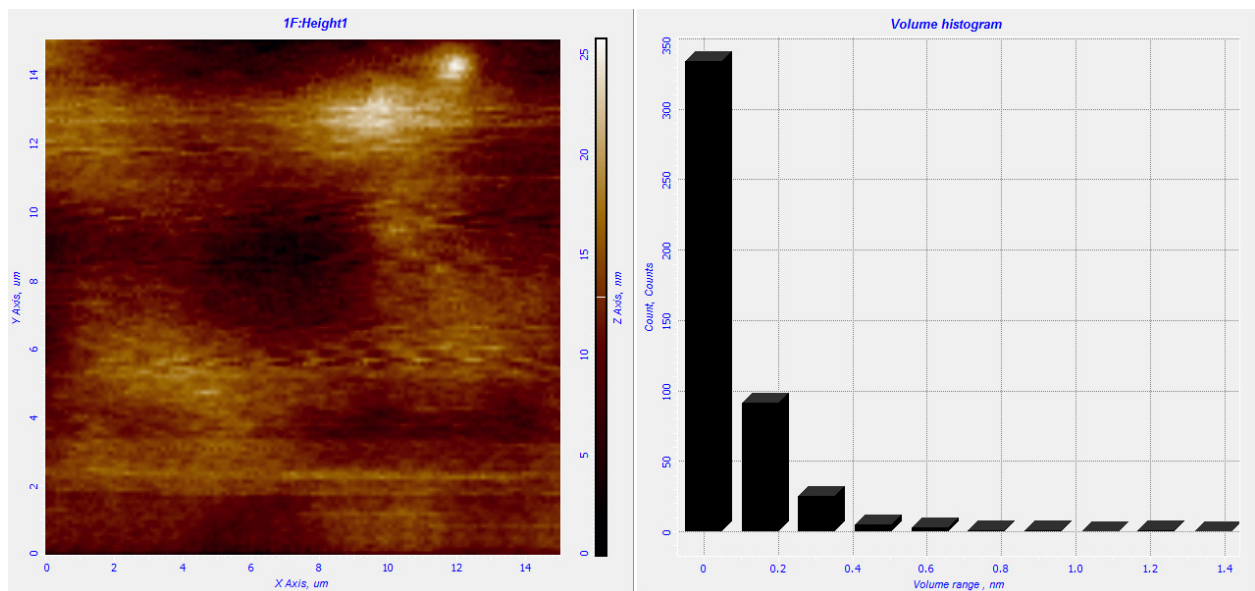 1F:Height1
14
12
10
8
6
4
2
0
Y Axis, um
0 2 4 6 8 10 12 14
X Axis, um
25
20
15
10
5
0
Z Axis, nm
Volume histogram
350
300
250
200
150
100
50
0
Count, Counts
0 0.2 0.4 0.6 0.8 1.0 1.2 1.4
Volume range , nm